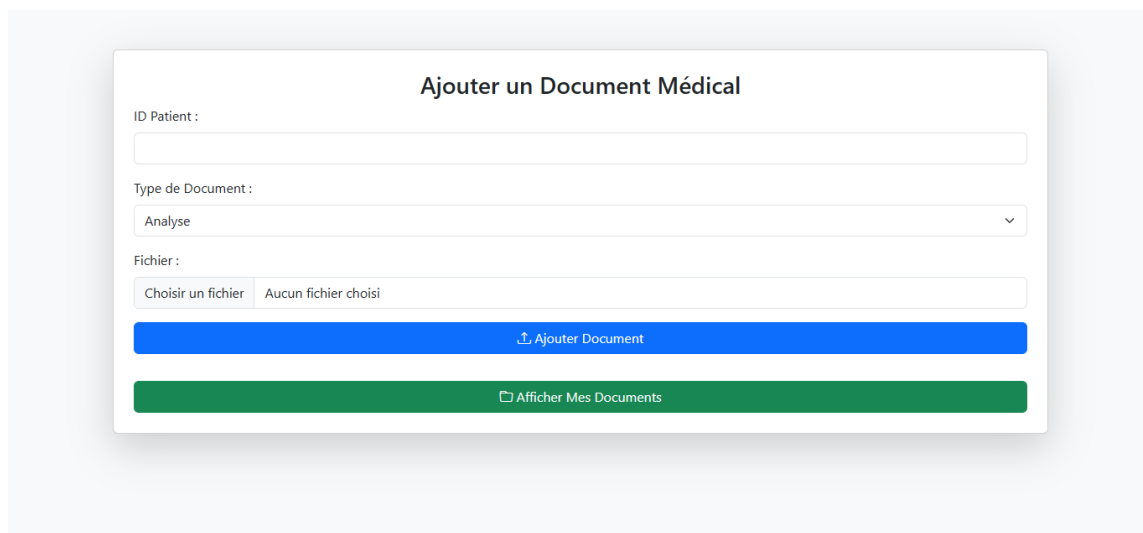 Ajouter un Document Médical
ID Patient :
Type de Document :
Analyse
Fichier :
Choisir un fichier Aucun fichier choisi
Ajouter Document
Afficher Mes Documents